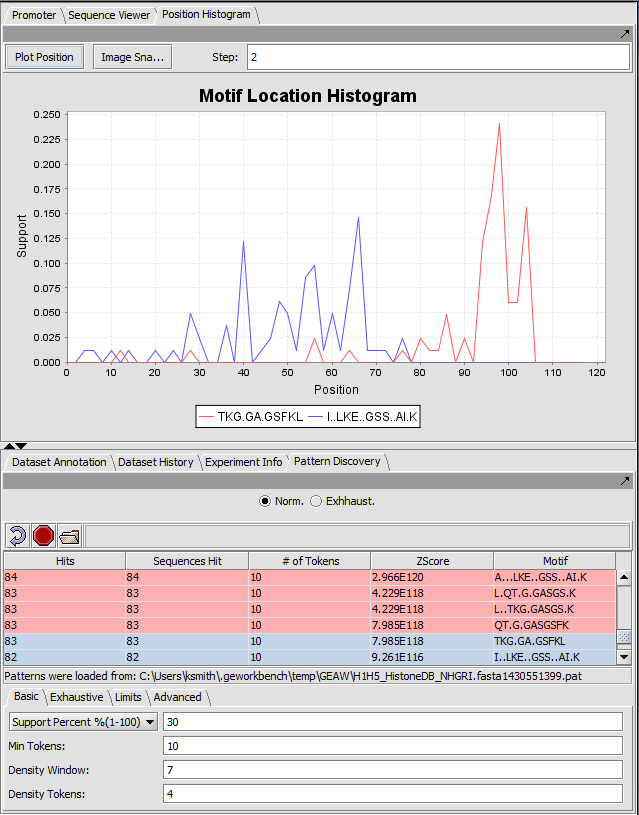 Promoter Sequence Viewer Position Histogram
Plot Position Image Sna... Step: 2
Motif Location Histogram
0.250
0.225
0.200
0.175
0.150
0.125
0.100
0.075
0.050
0.025
0.000
Support
0 10 20 30 40 50 60 70 80 90 100 110 120
Position
TKG.GA.GSFKL I..LKE..GSS..AI.K
Dataset Annotation Dataset History Experiment Info Pattern Discovery
Norm. Exhhaust.
Hits Sequences Hit # of Tokens ZScore Motif
84 84 10 2.966E120 A...LKE..GSS..AI.K
83 83 10 4.229E118 L.QT.G.GASGS.K
83 83 10 4.229E118 L..TKG.GASGS.K
83 83 10 7.985E118 QT.G.GASGSFK
83 83 10 7.985E118 TKG.GA.GSFKL
82 82 10 9.261E116 I..LKE..GSS..AI.K
Patterns were loaded from: C:\Users\ksmith\.geworkbench\temp\GEAW\H1H5_HistoneDB_NHGRI.fasta1430551399.pat
Basic Exhaustive Limits Advanced
Support Percent %(1-100) 30
Min Tokens: 10
Density Window: 7
Density Tokens: 4